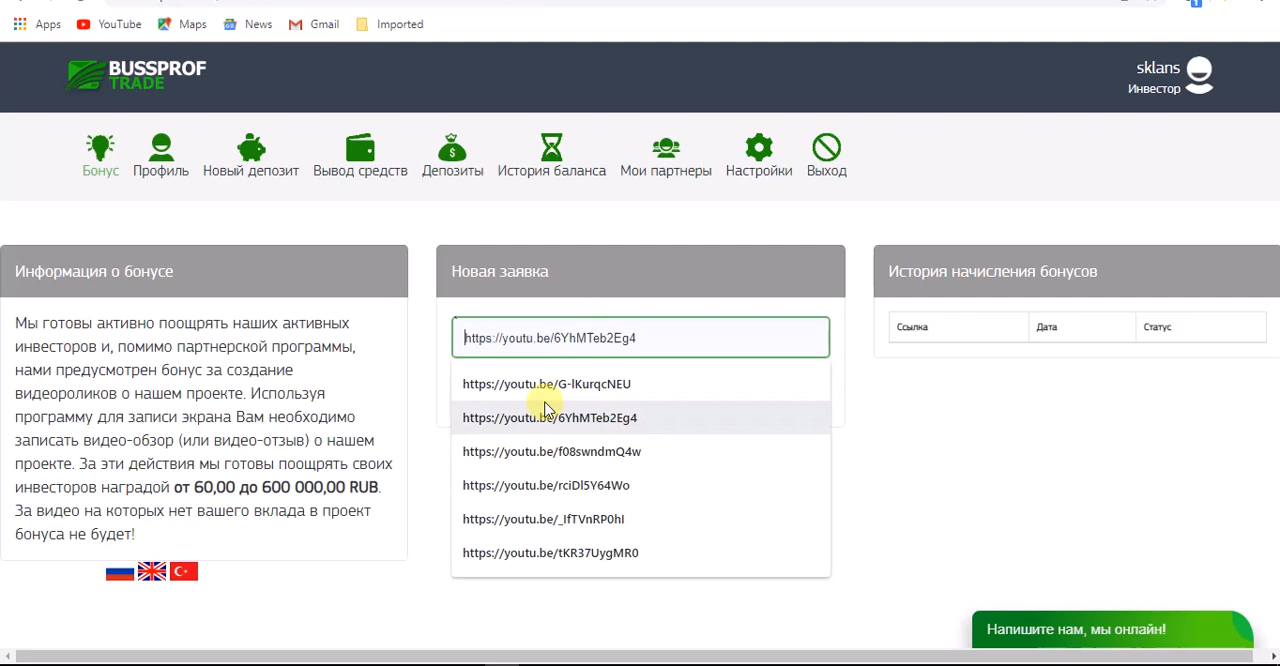 Apps YouTube Maps News Gmail Imported
BUSSPROF
TRADE
sklans
Инвестор
Бонус Профиль Новый депозит Вывод средств Депозиты История баланса Мои партнеры Настройки Выход
Информация о бонусе
Мы готовы активно поощрять наших активных
инвесторов и, помимо партнерской программы,
нами предусмотрен бонус за создание
видеороликов о нашем проекте. Используя
программу для записи экрана Вам необходимо
записать видео-обзор (или видео-отзыв) о нашем
проекте. За эти действия мы готовы поощрять своих
инвесторов наградой от 60,00 до 600 000,00 RUB.
За видео на которых нет вашего вклада в проект
бонуса не будет!
Новая заявка
https://youtu.be/6YhMTeb2Eg4
https://youtu.be/G-lKurqcNEU
https://youtu.be/6YhMTeb2Eg4
https://youtu.be/f08swndmQ4w
https://youtu.be/rciDl5Y64Wo
https://youtu.be/_IfTVnRP0hI
https://youtu.be/tKR37UygMR0
История начисления бонусов
Ссылка Дата Статус
Напишите нам, мы онлайн!